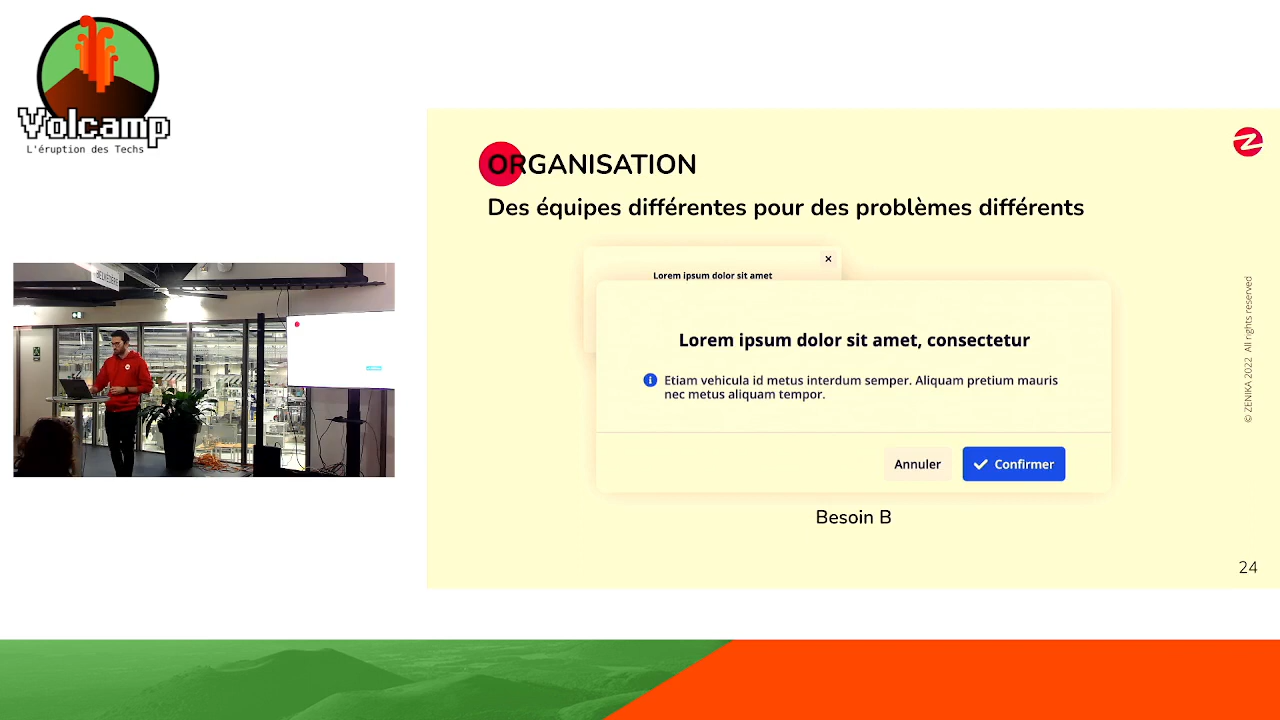 Volcamp
L'éruption des Techs
ORGANISATION
Des équipes différentes pour des problèmes différents
Lorem ipsum dolor sit amet
Lorem ipsum dolor sit amet, consectetur
Etiam vehicula id metus interdum semper. Aliquam pretium mauris
nec metus aliquam tempor.
Annuler
Confirmer
Besoin B
© ZENIKA 2022 All rights reserved
24